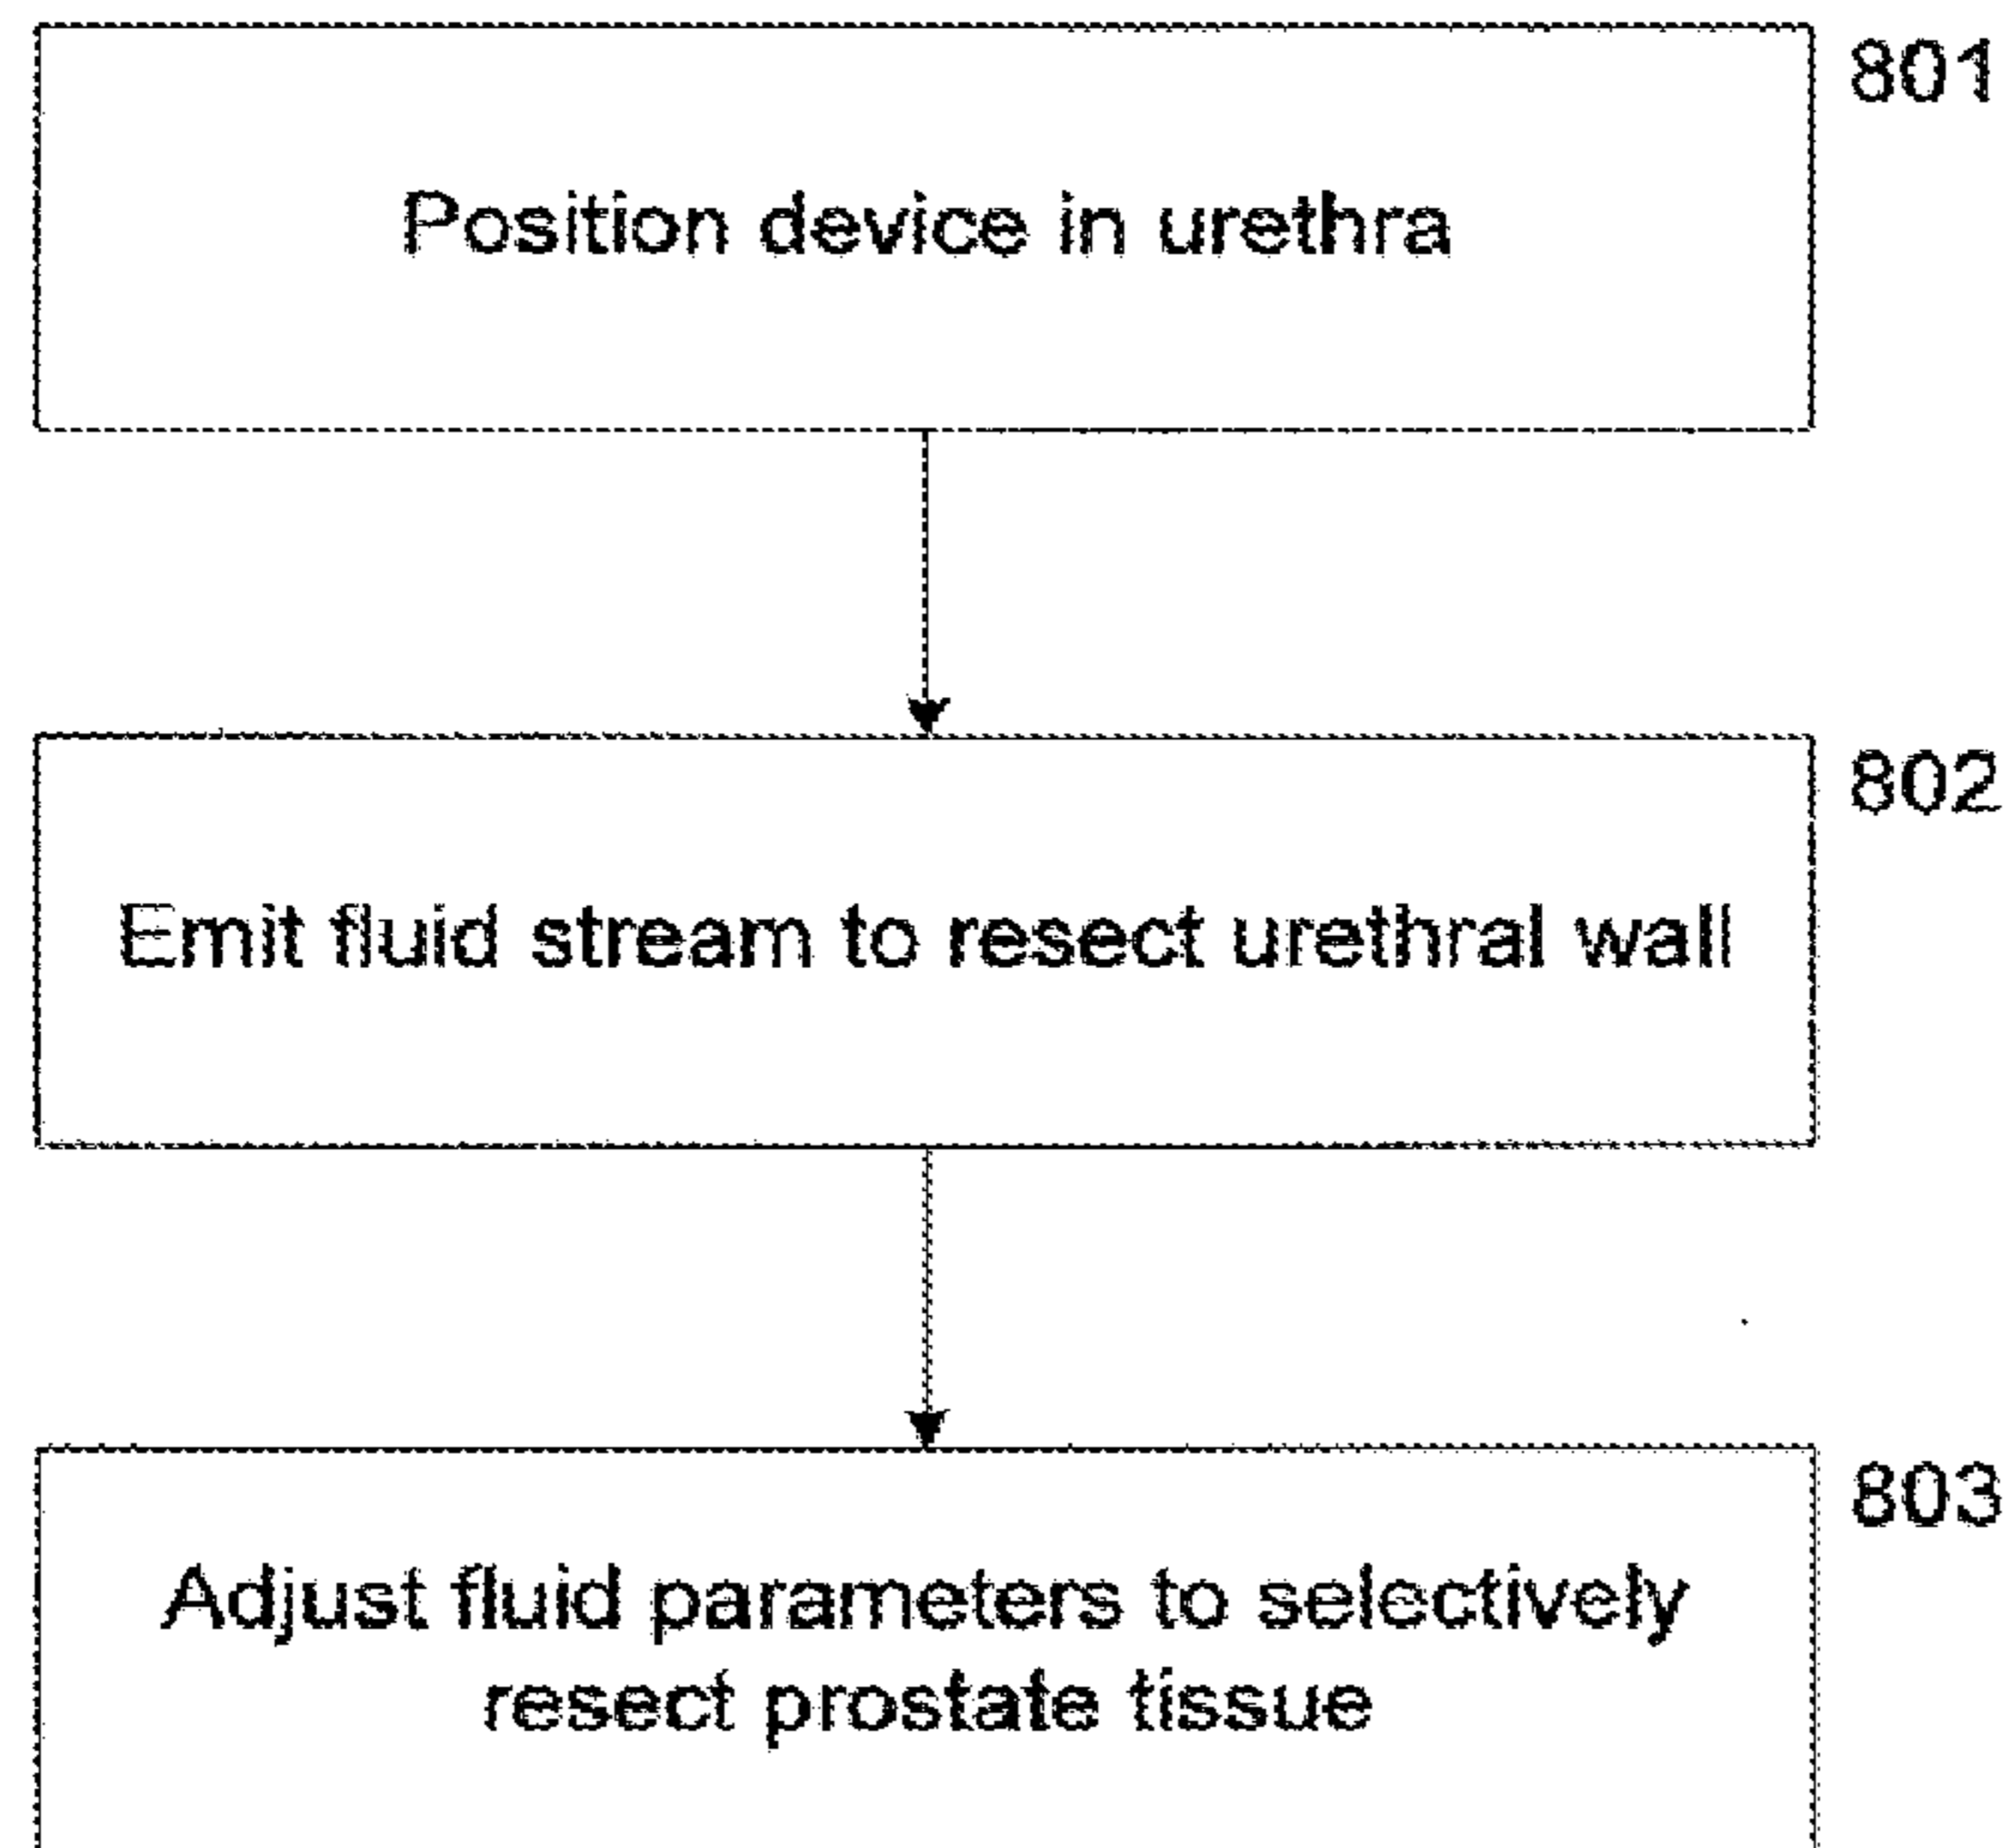 801
Position device in urethra
802
Emit fluid stream to resect urethral wall
803
Adjust fluid parameters to selectively
resect prostate tissue